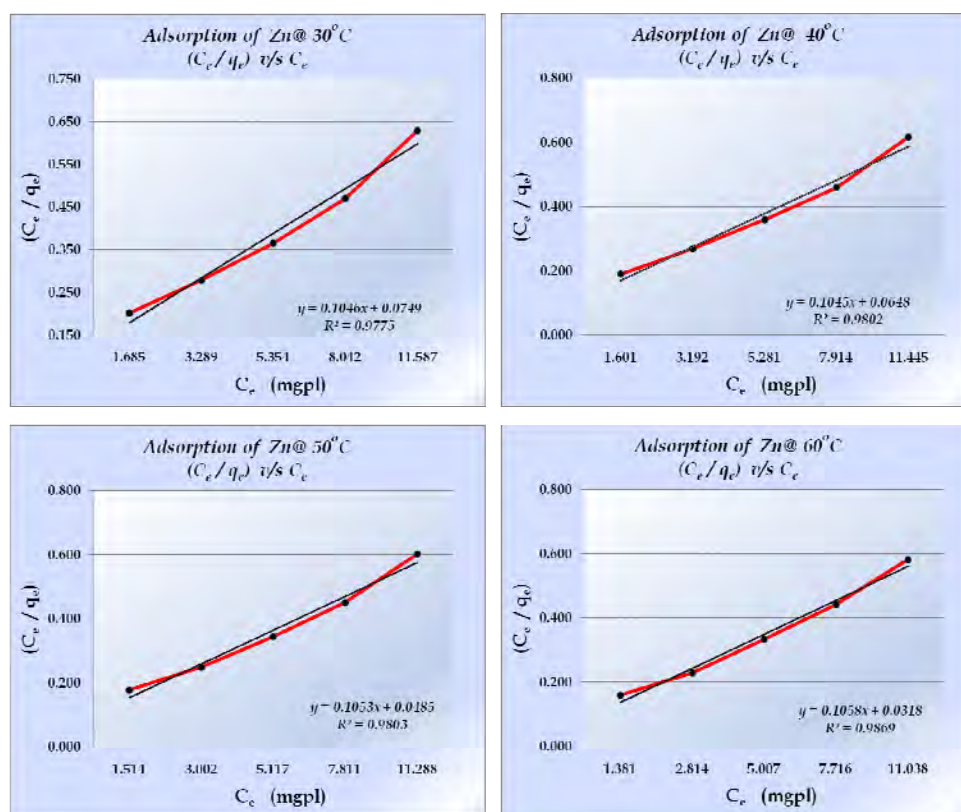 Adsorption of Zn@ 30°C
(Ce / qe) v/s Ce
0.750
0.650
0.550
0.450
0.350
0.250
0.150
(Ce / qe)
y = 0.1046x + 0.0749
R² = 0.9775
1.685 3.289 5.351 8.012 11.587
Ce (mgpl)
Adsorption of Zn@ 40°C
(Ce / qe) v/s Ce
0.800
0.600
0.400
0.200
0.000
(Ce / qe)
y = 0.1045x + 0.0648
R² = 0.9802
1.601 3.192 5.281 7.914 11.445
Ce (mgpl)
Adsorption of Zn@ 50°C
(Ce / qe) v/s Ce
0.800
0.600
0.400
0.200
0.000
(Ce / qe)
y = 0.1053x + 0.0485
R² = 0.9803
1.514 3.002 5.117 7.811 11.288
Ce (mgpl)
Adsorption of Zn@ 60°C
(Ce / qe) v/s Ce
0.800
0.600
0.400
0.200
0.000
(Ce / qe)
y = 0.1058x + 0.0318
R² = 0.9869
1.381 2.814 5.007 7.716 11.038
Ce (mgpl)